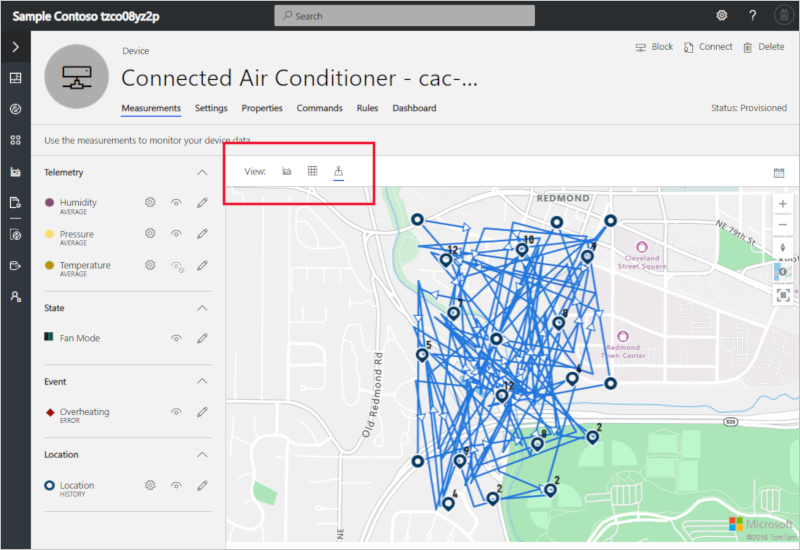 Sample Contoso tzco08yz2p
Search
?
Device
Connected Air Conditioner - cac-...
Block
Connect
Delete
Measurements
Settings
Properties
Commands
Rules
Dashboard
Status: Provisioned
Use the measurements to monitor your device data.
View:
Telemetry
Humidity
AVERAGE
Pressure
AVERAGE
Temperature
AVERAGE
State
Fan Mode
Event
Overheating
ERROR
Location
Location
HISTORY
REDMOND
NE 79th St
Cleveland
Street Square
Redmond
Town Center
Old Redmond Rd
520
NE
12
10
9
7
8
5
4
12
8
2
9
4
2
2
Microsoft
©2019 TomTom